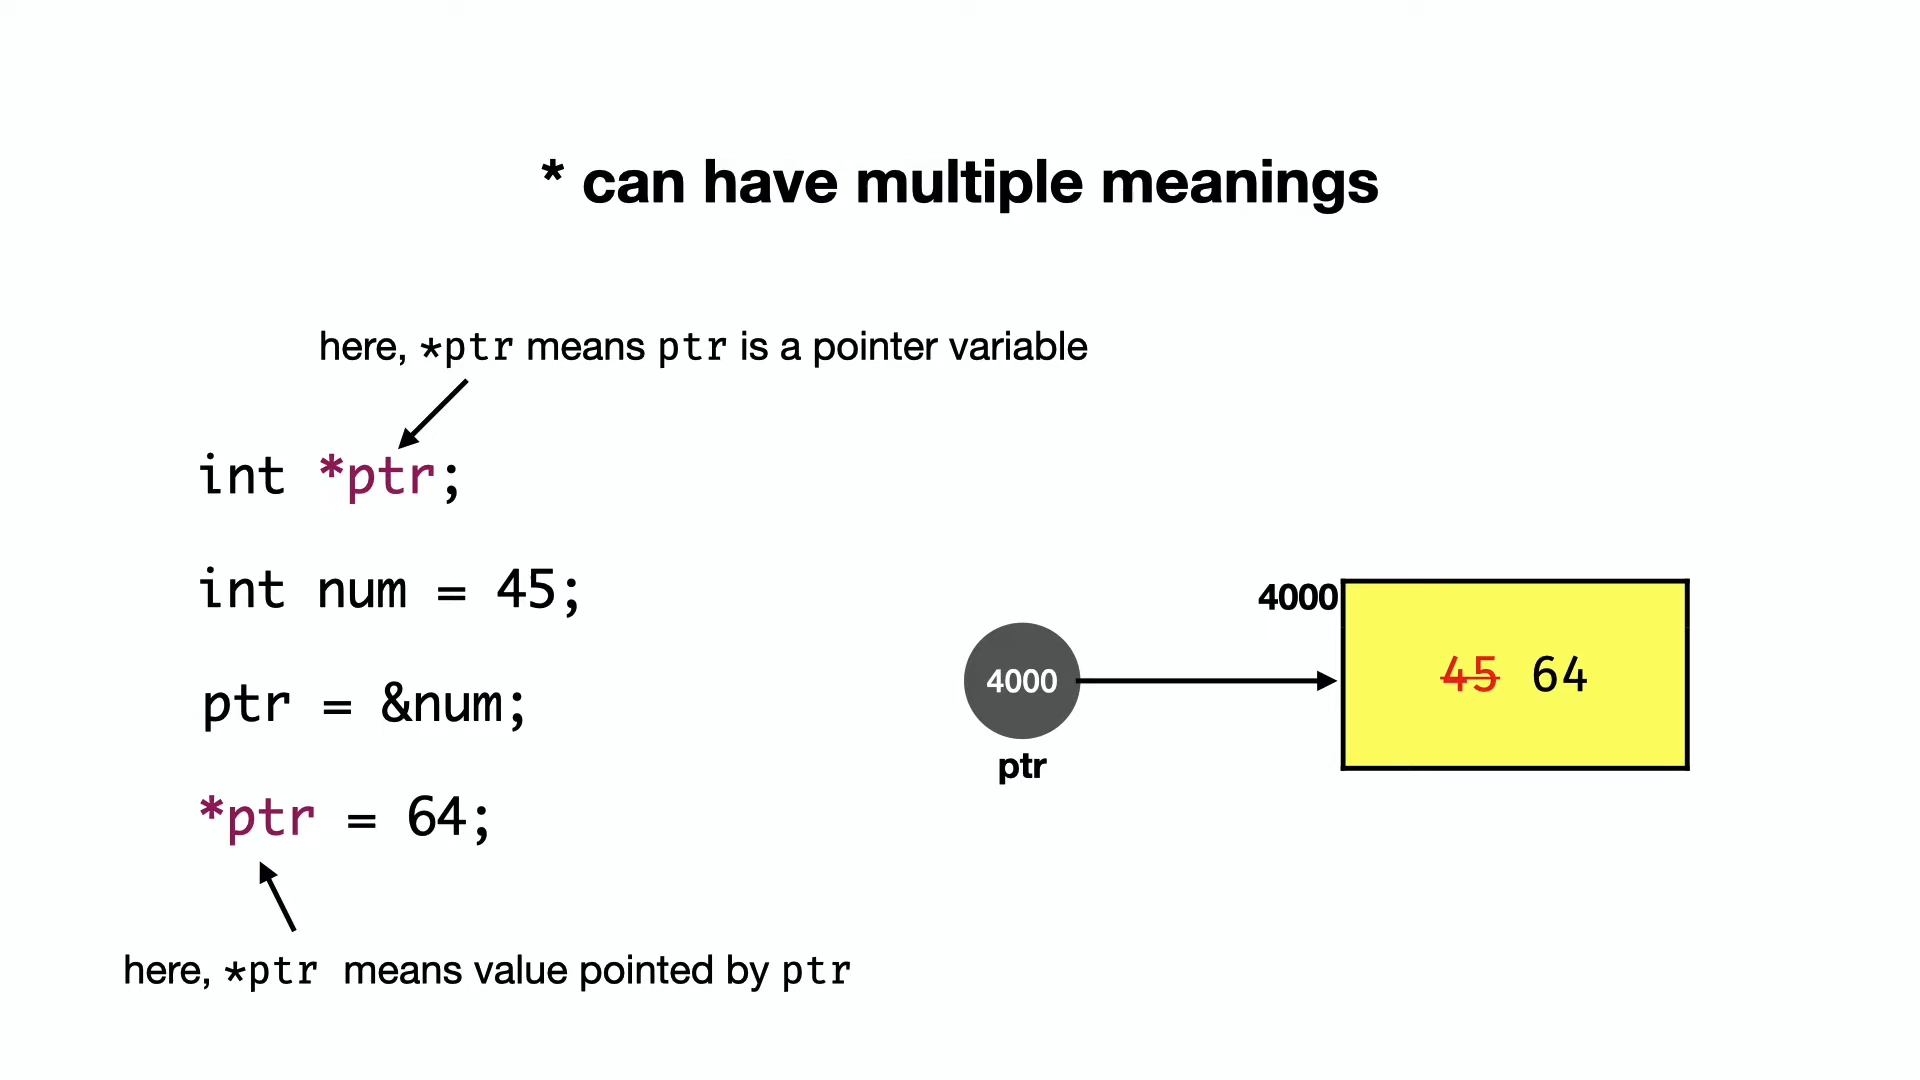 * can have multiple meanings
here, *ptr means ptr is a pointer variable
int *ptr;
int num = 45;
4000
ptr = &num;
4000
45 64
ptr
*ptr = 64;
here, *ptr means value pointed by ptr